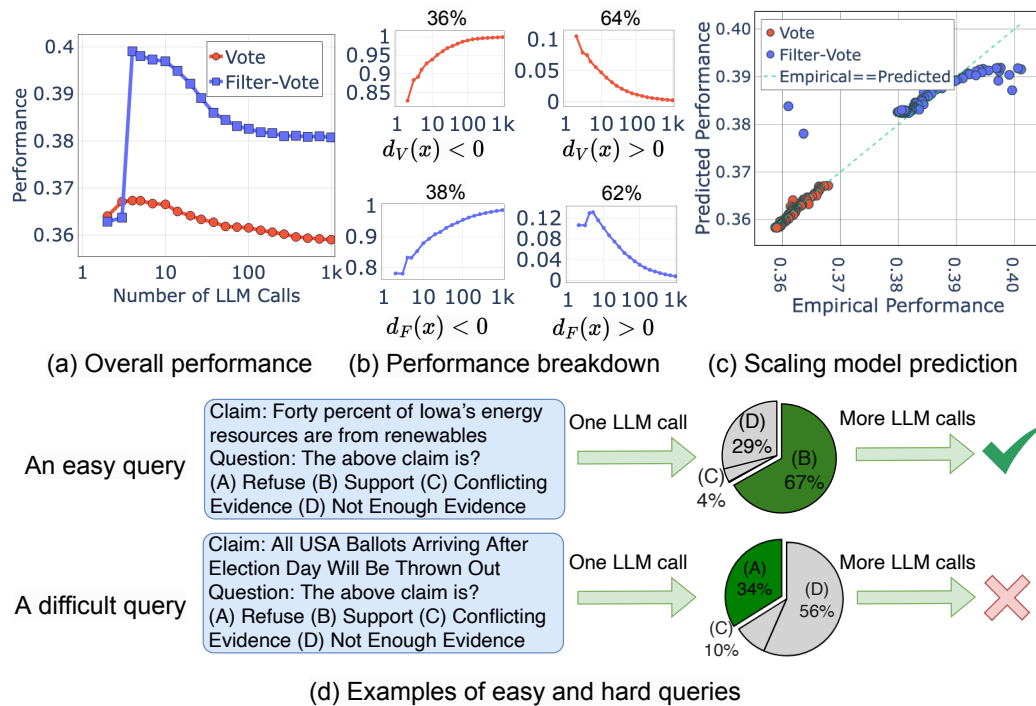 0.4
0.39
0.38
0.37
0.36
Performance
Vote
Filter-Vote
1
10
100
1k
Number of LLM Calls
(a) Overall performance
36%
1
0.95
0.9
0.85
1
10
100
1k
d_V(x) < 0
64%
0.1
0.05
0
1
10
100
1k
d_V(x) > 0
38%
1
0.9
0.8
1
10
100
1k
d_F(x) < 0
62%
0.12
0.08
0.04
0
1
10
100
1k
d_F(x) > 0
(b) Performance breakdown
0.40
0.39
0.38
0.37
0.36
Predicted Performance
Vote
Filter-Vote
Empirical==Predicted
0.36
0.37
0.38
0.39
0.40
Empirical Performance
(c) Scaling model prediction
An easy query
Claim: Forty percent of Iowa's energy
resources are from renewables
Question: The above claim is?
(A) Refuse (B) Support (C) Conflicting
Evidence (D) Not Enough Evidence
One LLM call
(D)
29%
(B)
67%
(C)
4%
More LLM calls
A difficult query
Claim: All USA Ballots Arriving After
Election Day Will Be Thrown Out
Question: The above claim is?
(A) Refuse (B) Support (C) Conflicting
Evidence (D) Not Enough Evidence
One LLM call
(A)
34%
(D)
56%
(C)
10%
More LLM calls
(d) Examples of easy and hard queries